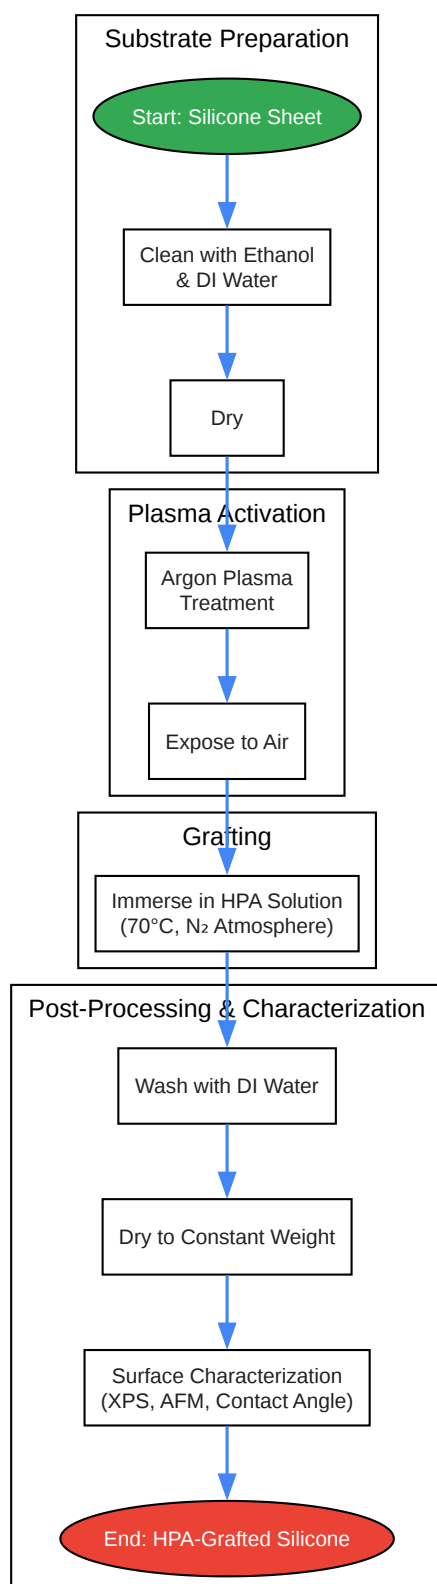 Substrate Preparation
Start: Silicone Sheet
Clean with Ethanol
& DI Water
Dry
Plasma Activation
Argon Plasma
Treatment
Expose to Air
Grafting
Immerse in HPA Solution
(70°C, N₂ Atmosphere)
Post-Processing & Characterization
Wash with DI Water
Dry to Constant Weight
Surface Characterization
(XPS, AFM, Contact Angle)
End: HPA-Grafted Silicone